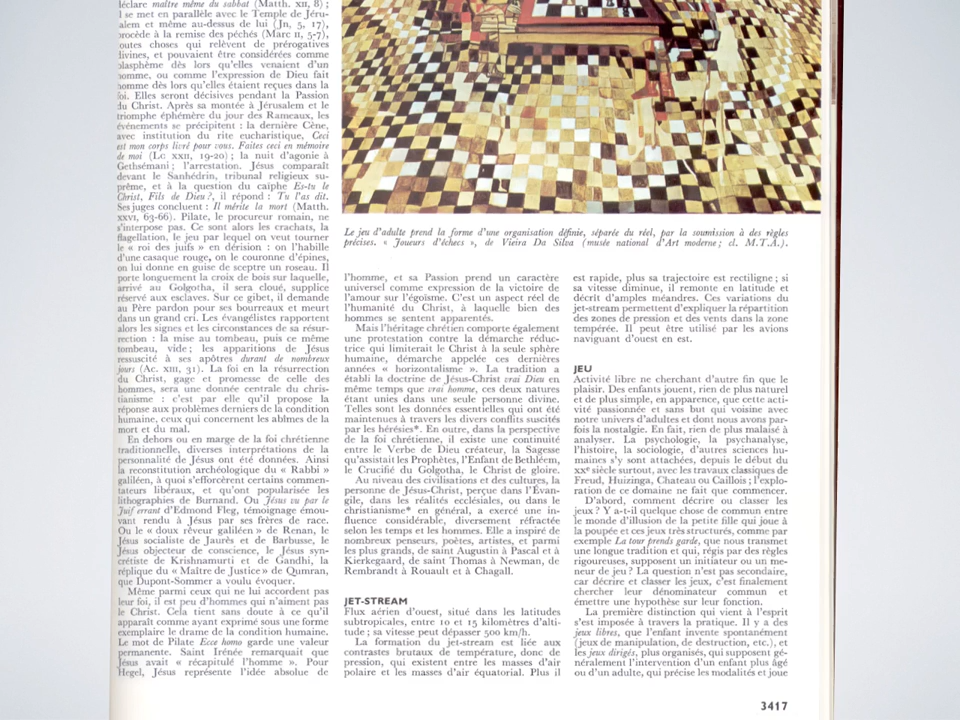 déclare maître même du sabbat (Matth. XII, 8) ;
il se met en parallèle avec le Temple de Jéru-
salem et même au-dessus de lui (Jn, 5, 17),
procède à la remise des péchés (Marc II, 5-7),
toutes choses qui relèvent de prérogatives
divines, et pouvaient être considérées comme
blasphème dès lors qu'elles venaient d'un
homme, ou comme l'expression de Dieu fait
homme dès lors qu'elles étaient reçues dans la
foi. Elles seront décisives pendant la Passion
du Christ. Après sa montée à Jérusalem et le
triomphe éphémère du jour des Rameaux, les
événements se précipitent : la dernière Cène,
avec institution du rite eucharistique, Ceci
est mon corps livré pour vous. Faites ceci en mémoire
de moi (Lc XXII, 19-20) ; la nuit d'agonie à
Gethsémani ; l'arrestation. Jésus comparaît
devant le Sanhédrin, tribunal religieux su-
prême, et à la question du caïphe Es-tu le
Christ, Fils de Dieu ?, il répond : Tu l'as dit.
Ses juges concluent : Il mérite la mort (Matth.
XXVI, 63-66). Pilate, le procureur romain, ne
s'interpose pas. Ce sont alors les crachats, la
flagellation, le jeu par lequel on veut tourner
le « roi des juifs » en dérision : on l'habille
d'une casaque rouge, on le couronne d'épines,
on lui donne en guise de sceptre un roseau. Il
porte longuement la croix de bois sur laquelle,
arrivé au Golgotha, il sera cloué, supplice
réservé aux esclaves. Sur ce gibet, il demande
au Père pardon pour ses bourreaux et meurt
dans un grand cri. Les évangélistes rapportent
alors les signes et les circonstances de sa résur-
rection : la mise au tombeau, puis ce même
tombeau, vide ; les apparitions de Jésus
ressuscité à ses apôtres durant de nombreux
jours (Ac. XIII, 31). La foi en la résurrection
du Christ, gage et promesse de celle des
hommes, sera une donnée centrale du chris-
tianisme : c'est par elle qu'il propose la
réponse aux problèmes derniers de la condition
humaine, ceux qui concernent les abîmes de la
mort et du mal.
En dehors ou en marge de la foi chrétienne
traditionnelle, diverses interprétations de la
personnalité de Jésus ont été données. Ainsi
la reconstitution archéologique du « Rabbi »
galiléen, à quoi s'efforcèrent certains commen-
tateurs libéraux, et qu'ont popularisée les
lithographies de Burnand. Ou Jésus vu par le
Juif errant d'Edmond Fleg, témoignage émou-
vant rendu à Jésus par ses frères de race.
Ou le « doux rêveur galiléen » de Renan, le
Jésus socialiste de Jaurès et de Barbusse, le
Jésus objecteur de conscience, le Jésus syn-
crétiste de Krishnamurti et de Gandhi, la
réplique du « Maître de Justice » de Qumran,
que Dupont-Sommer a voulu évoquer.
Même parmi ceux qui ne lui accordent pas
leur foi, il est peu d'hommes qui n'aiment pas
le Christ. Cela tient sans doute à ce qu'il
apparaît comme ayant exprimé sous une forme
exemplaire le drame de la condition humaine.
Le mot de Pilate Ecce homo garde une valeur
permanente. Saint Irénée remarquait que
Jésus avait « récapitulé l'homme ». Pour
Hegel, Jésus représente l'idée absolue de
Le jeu d'adulte prend la forme d'une organisation définie, séparée du réel, par la soumission à des règles
précises. « Joueurs d'échecs », de Vieira Da Silva (musée national d'Art moderne ; cl. M.T.A.).
l'homme, et sa Passion prend un caractère
universel comme expression de la victoire de
l'amour sur l'égoïsme. C'est un aspect réel de
l'humanité du Christ, à laquelle bien des
hommes se sentent apparentés.
Mais l'héritage chrétien comporte également
une protestation contre la démarche réduc-
trice qui limiterait le Christ à la seule sphère
humaine, démarche appelée ces dernières
années « horizontalisme ». La tradition a
établi la doctrine de Jésus-Christ vrai Dieu en
même temps que vrai homme, ces deux natures
étant unies dans une seule personne divine.
Telles sont les données essentielles qui ont été
maintenues à travers les divers conflits suscités
par les hérésies*. En outre, dans la perspective
de la foi chrétienne, il existe une continuité
entre le Verbe de Dieu créateur, la Sagesse
qu'assistait les Prophètes, l'Enfant de Bethléem,
le Crucifié du Golgotha, le Christ de gloire.
Au niveau des civilisations et des cultures, la
personne de Jésus-Christ, perçue dans l'Évan-
gile, dans les réalités ecclésiales, ou dans le
christianisme* en général, a exercé une in-
fluence considérable, diversement réfractée
selon les temps et les hommes. Elle a inspiré de
nombreux penseurs, poètes, artistes, et parmi
les plus grands, de saint Augustin à Pascal et à
Kierkegaard, de saint Thomas à Newman, de
Rembrandt à Rouault et à Chagall.
JET-STREAM
Flux aérien d'ouest, situé dans les latitudes
subtropicales, entre 10 et 15 kilomètres d'alti-
tude ; sa vitesse peut dépasser 500 km/h.
La formation du jet-stream est liée aux
contrastes brutaux de température, donc de
pression, qui existent entre les masses d'air
polaire et les masses d'air équatorial. Plus il
est rapide, plus sa trajectoire est rectiligne ; si
sa vitesse diminue, il remonte en latitude et
décrit d'amples méandres. Ces variations du
jet-stream permettent d'expliquer la répartition
des zones de pression et des vents dans la zone
tempérée. Il peut être utilisé par les avions
naviguant d'ouest en est.
JEU
Activité libre ne cherchant d'autre fin que le
plaisir. Des enfants jouent, rien de plus naturel
et de plus simple, en apparence, que cette acti-
vité passionnée et sans but qui voisine avec
notre univers d'adultes et dont nous avons par-
fois la nostalgie. En fait, rien de plus malaisé à
analyser. La psychologie, la psychanalyse,
l'histoire, la sociologie, d'autres sciences hu-
maines s'y sont attachées, depuis le début du
XXe siècle surtout, avec les travaux classiques de
Freud, Huizinga, Chateau ou Caillois ; l'explo-
ration de ce domaine ne fait que commencer.
D'abord, comment décrire ou classer les
jeux ? Y a-t-il quelque chose de commun entre
le monde d'illusion de la petite fille qui joue à
la poupée et ces jeux très structurés, comme par
exemple La tour prends garde, que nous transmet
une longue tradition et qui, régis par des règles
rigoureuses, supposent un initiateur ou un me-
neur de jeu ? La question n'est pas secondaire,
car décrire et classer les jeux, c'est finalement
chercher leur dénominateur commun et
émettre une hypothèse sur leur fonction.
La première distinction qui vient à l'esprit
s'est imposée à travers la pratique. Il y a des
jeux libres, que l'enfant invente spontanément
(jeux de manipulation, de destruction, etc.), et
les jeux dirigés, plus organisés, qui supposent gé-
néralement l'intervention d'un enfant plus âgé
ou d'un adulte, qui précise les modalités et joue
3417